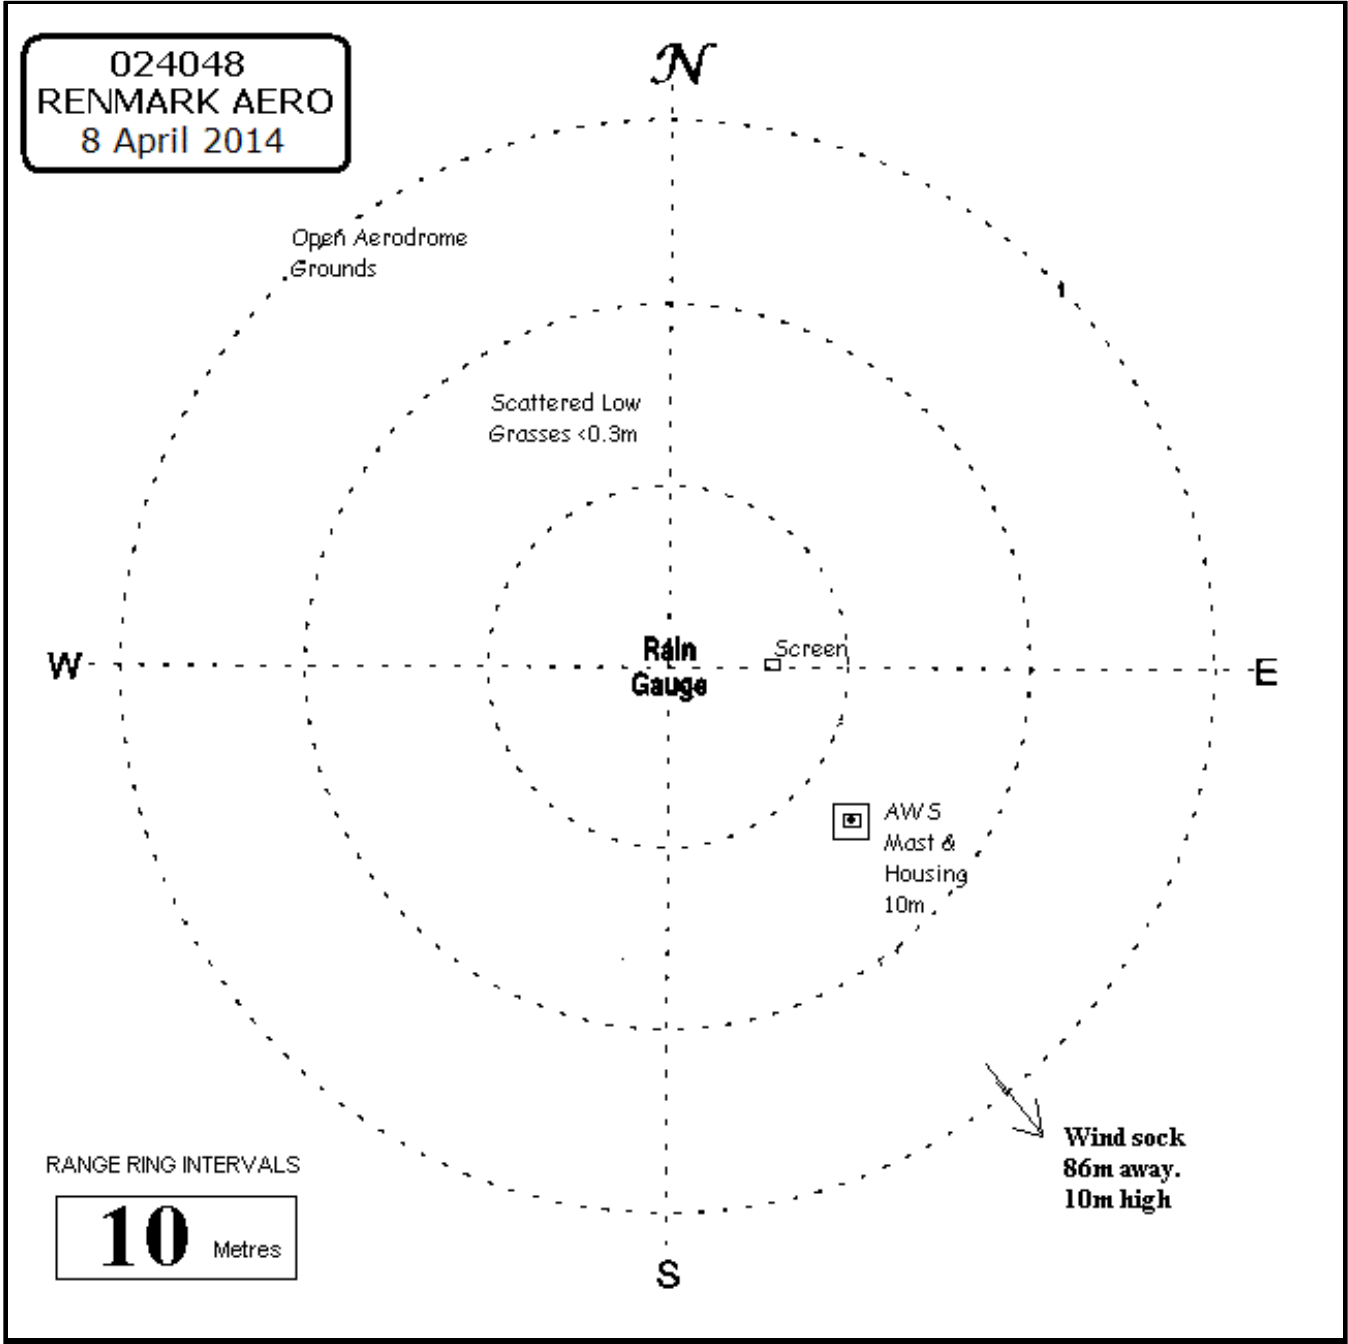 024048
RENMARK AERO
8 April 2014
N
Open Aerodrome
Grounds
Scattered Low
Grasses <0.3m
W
Rain
Gauge
Screen
E
AWS
Mast &
Housing
10m
Wind sock
86m away.
10m high
RANGE RING INTERVALS
10 Metres
S